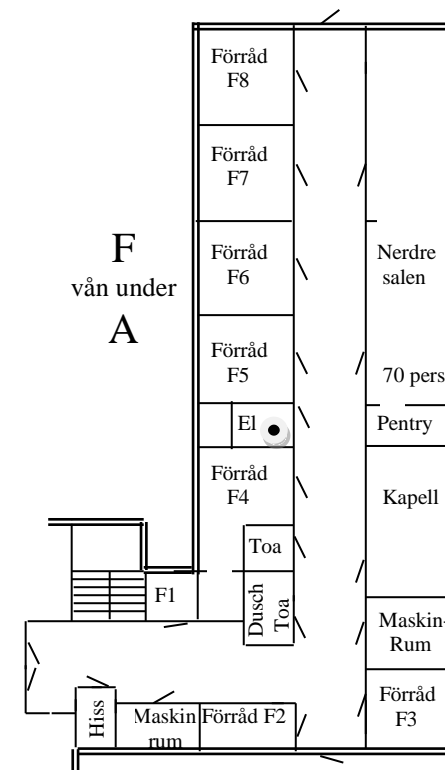 Förråd
F8
Förråd
F7
F
vån under
A
Förråd
F6
Nerdre
salen
Förråd
F5
70 pers
El
Pentry
Förråd
F4
Kapell
Toa
F1
Dusch
Toa
Maskin-
Rum
Förråd
F3
Hiss
Maskin
rum
Förråd F2